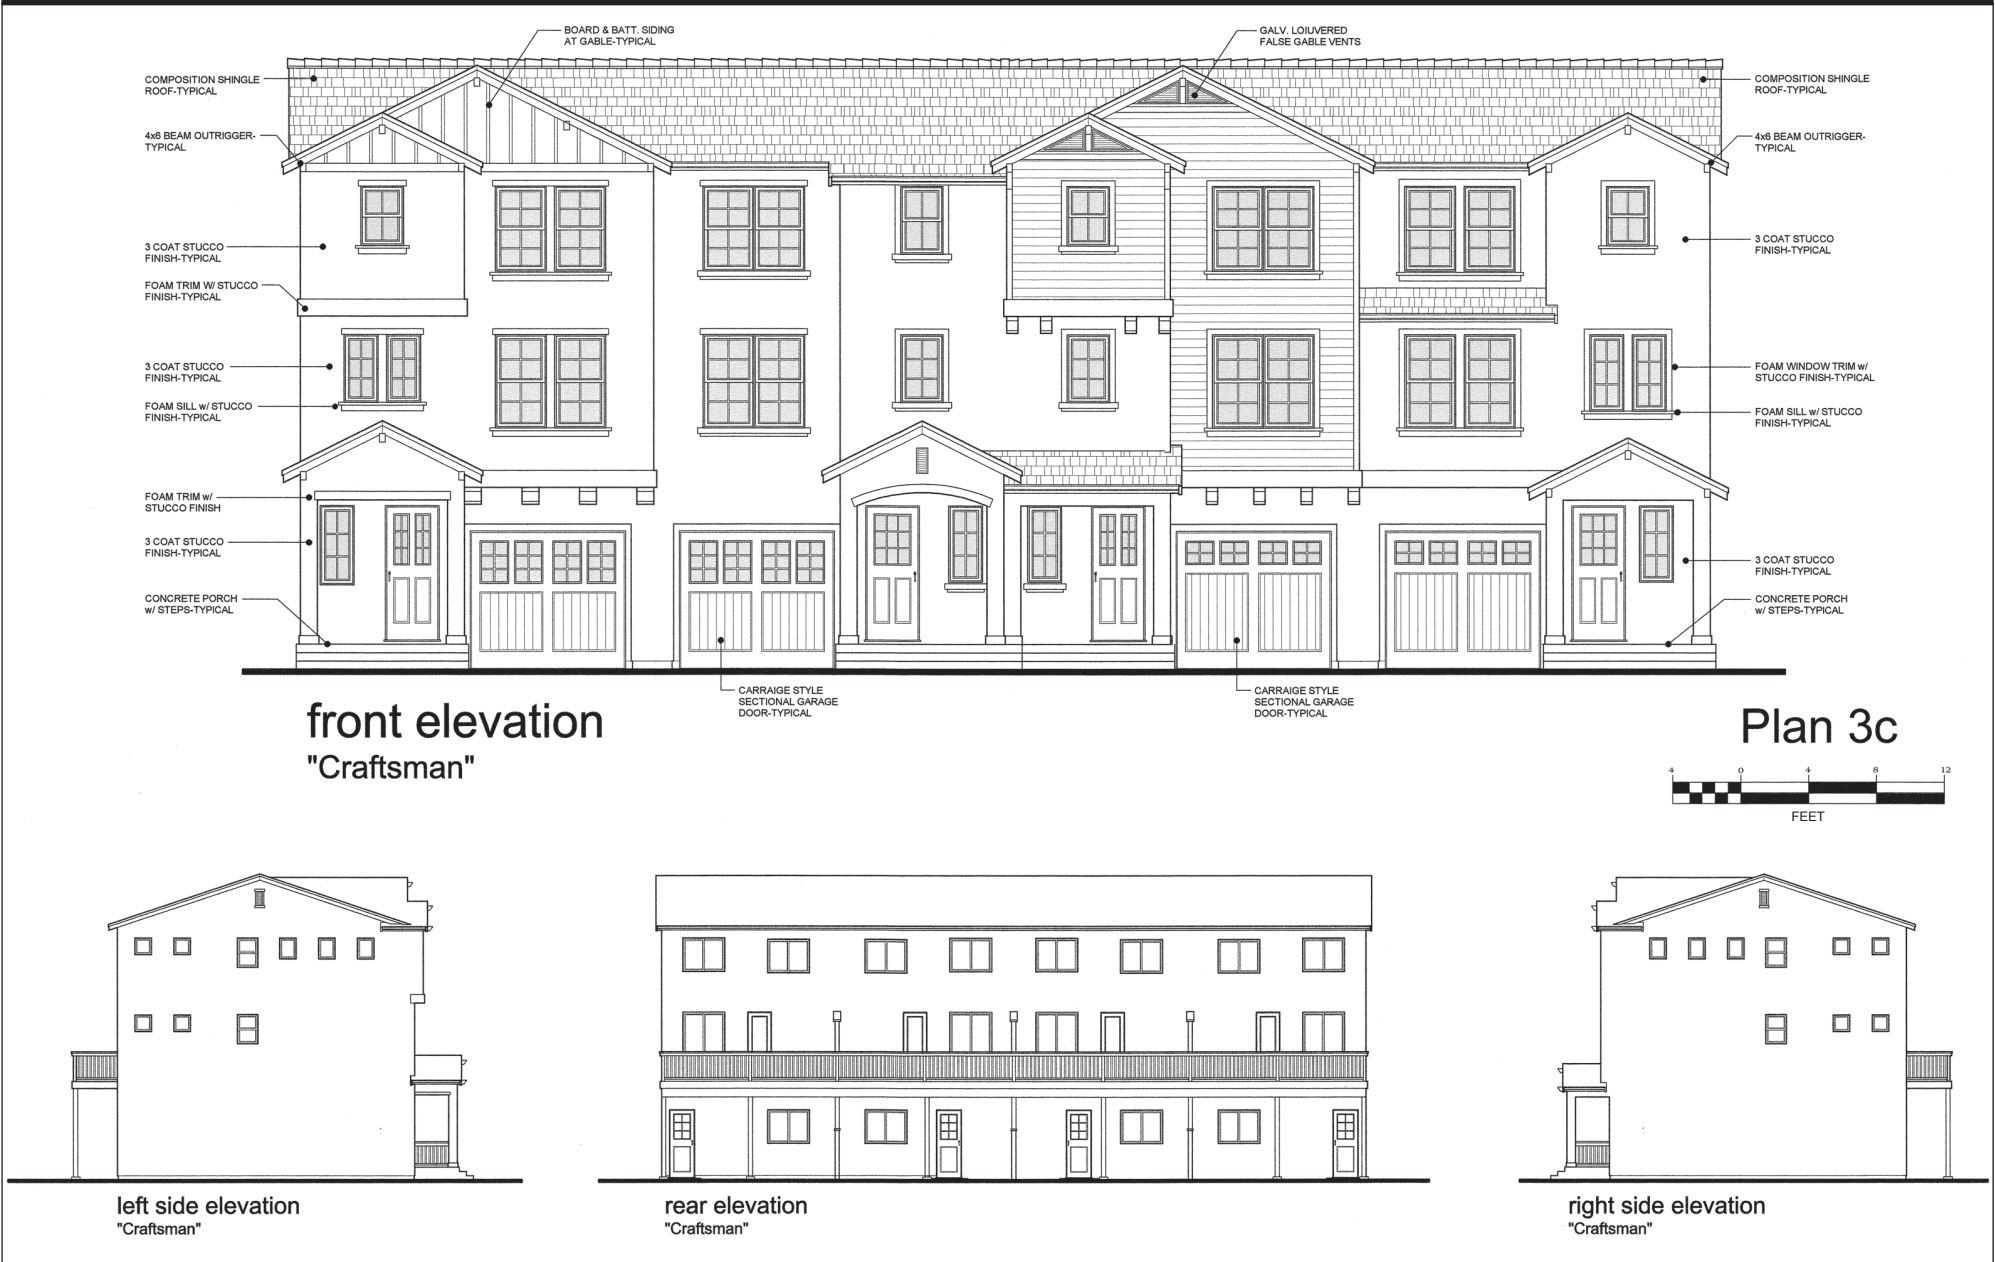 BOARD & BATT. SIDING
AT GABLE-TYPICAL
GALV. LOIUVERED
FALSE GABLE VENTS
COMPOSITION SHINGLE
ROOF-TYPICAL
COMPOSITION SHINGLE
ROOF-TYPICAL
4x6 BEAM OUTRIGGER-
TYPICAL
4x6 BEAM OUTRIGGER-
TYPICAL
3 COAT STUCCO
FINISH-TYPICAL
3 COAT STUCCO
FINISH-TYPICAL
FOAM TRIM W/ STUCCO
FINISH-TYPICAL
3 COAT STUCCO
FINISH-TYPICAL
FOAM WINDOW TRIM w/
STUCCO FINISH-TYPICAL
FOAM SILL w/ STUCCO
FINISH-TYPICAL
FOAM SILL w/ STUCCO
FINISH-TYPICAL
FOAM TRIM w/
STUCCO FINISH
3 COAT STUCCO
FINISH-TYPICAL
3 COAT STUCCO
FINISH-TYPICAL
CONCRETE PORCH
w/ STEPS-TYPICAL
CONCRETE PORCH
w/ STEPS-TYPICAL
CARRAIGE STYLE
SECTIONAL GARAGE
DOOR-TYPICAL
CARRAIGE STYLE
SECTIONAL GARAGE
DOOR-TYPICAL
front elevation
"Craftsman"
Plan 3c
4 0 4 8 12
FEET
left side elevation
"Craftsman"
rear elevation
"Craftsman"
right side elevation
"Craftsman"